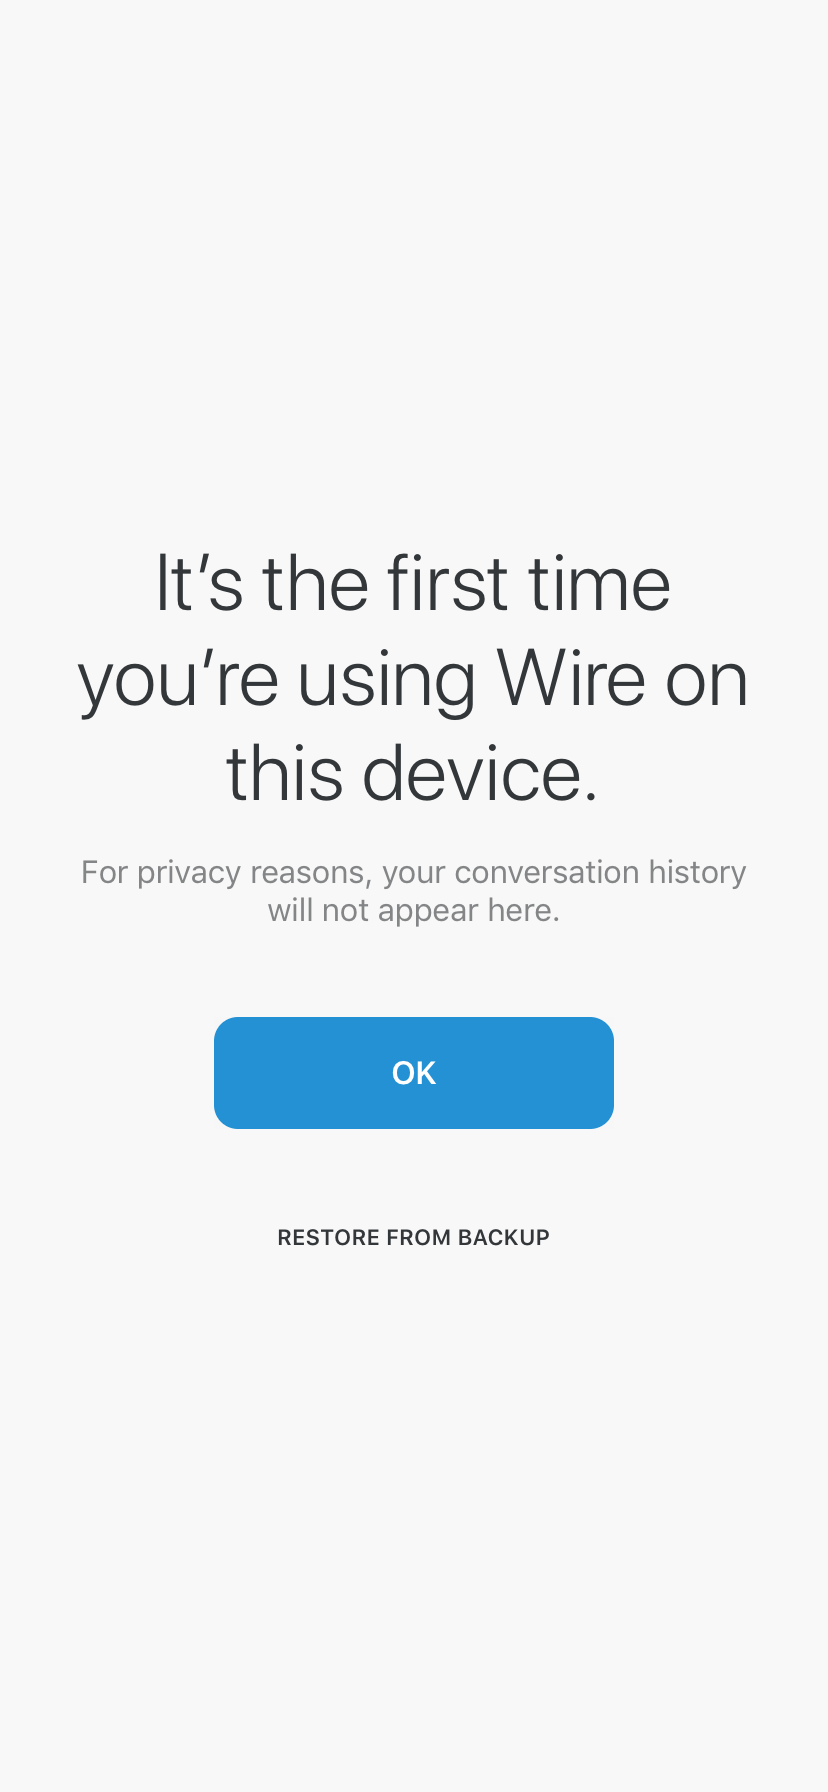 It’s the first time
you’re using Wire on
this device.
For privacy reasons, your conversation history
will not appear here.
OK
RESTORE FROM BACKUP